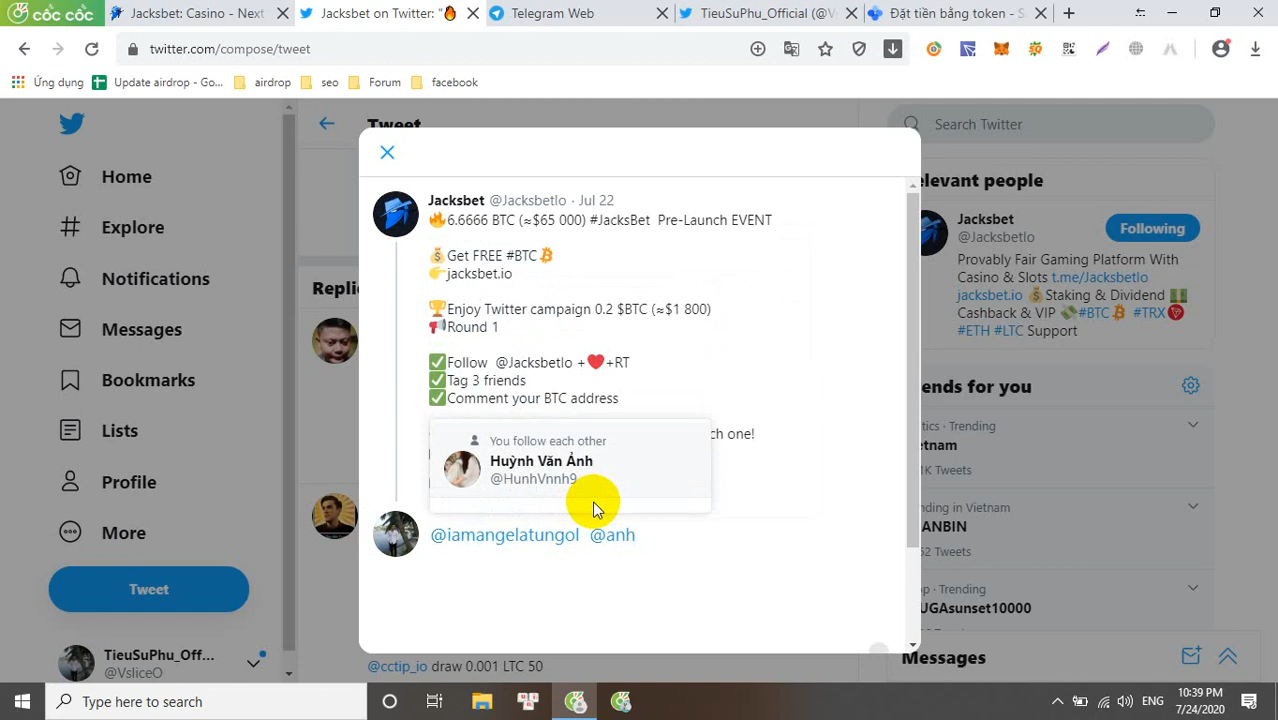 cốc cốc
Jacksbet: Casino - Next
Jacksbet on Twitter: "🔥
Telegram Web
TieuSuPhu_Official (@V
Đặt tiền bằng token - S
twitter.com/compose/tweet
Ứng dụng
Update airdrop - Go...
airdrop
seo
Forum
facebook
Tweet
Search Twitter
Home
Explore
Notifications
Messages
Bookmarks
Lists
Profile
More
Tweet
TieuSuPhu_Off...
@VsliceO
Replie
Jacksbet @JacksbetIo · Jul 22
🔥6.6666 BTC (≈$65 000) #JacksBet Pre-Launch EVENT
💰Get FREE #BTC
👉jacksbet.io
🏆Enjoy Twitter campaign 0.2 $BTC (≈$1 800)
📢Round 1
✅Follow @JacksbetIo +❤️+RT
✅Tag 3 friends
✅Comment your BTC address
ch one!
You follow each other
Huỳnh Văn Ảnh
@HunhVnnh9
@iamangelatungol @anh
@cctip_io draw 0.001 LTC 50
elevant people
Jacksbet
@JacksbetIo
Following
Provably Fair Gaming Platform With
Casino & Slots t.me/JacksbetIo
jacksbet.io 💰Staking & Dividend 💵
Cashback & VIP 💸#BTC #TRX
#ETH #LTC Support
ends for you
tics · Trending
etnam
1K Tweets
nding in Vietnam
ANBIN
62 Tweets
op · Trending
UGAsunset10000
Messages
Type here to search
ENG
10:39 PM
7/24/2020